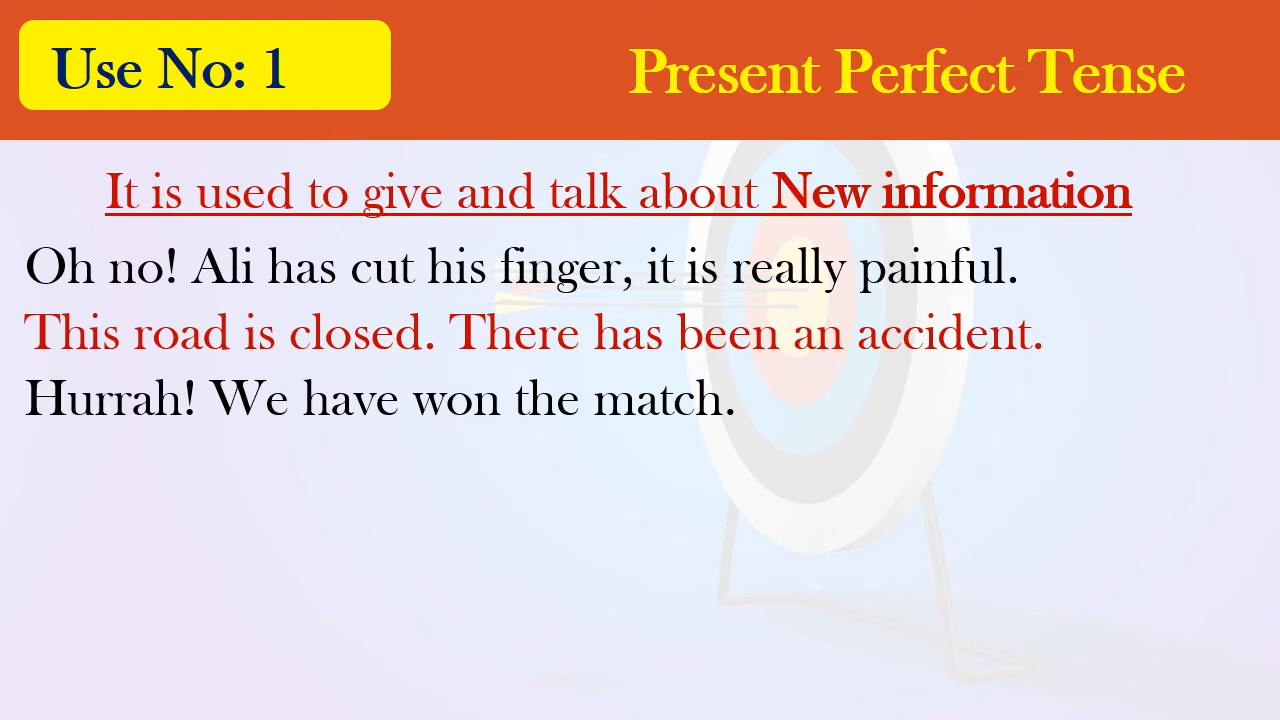 Use No: 1
Present Perfect Tense
It is used to give and talk about New information
Oh no! Ali has cut his finger, it is really painful.
This road is closed. There has been an accident.
Hurrah! We have won the match.